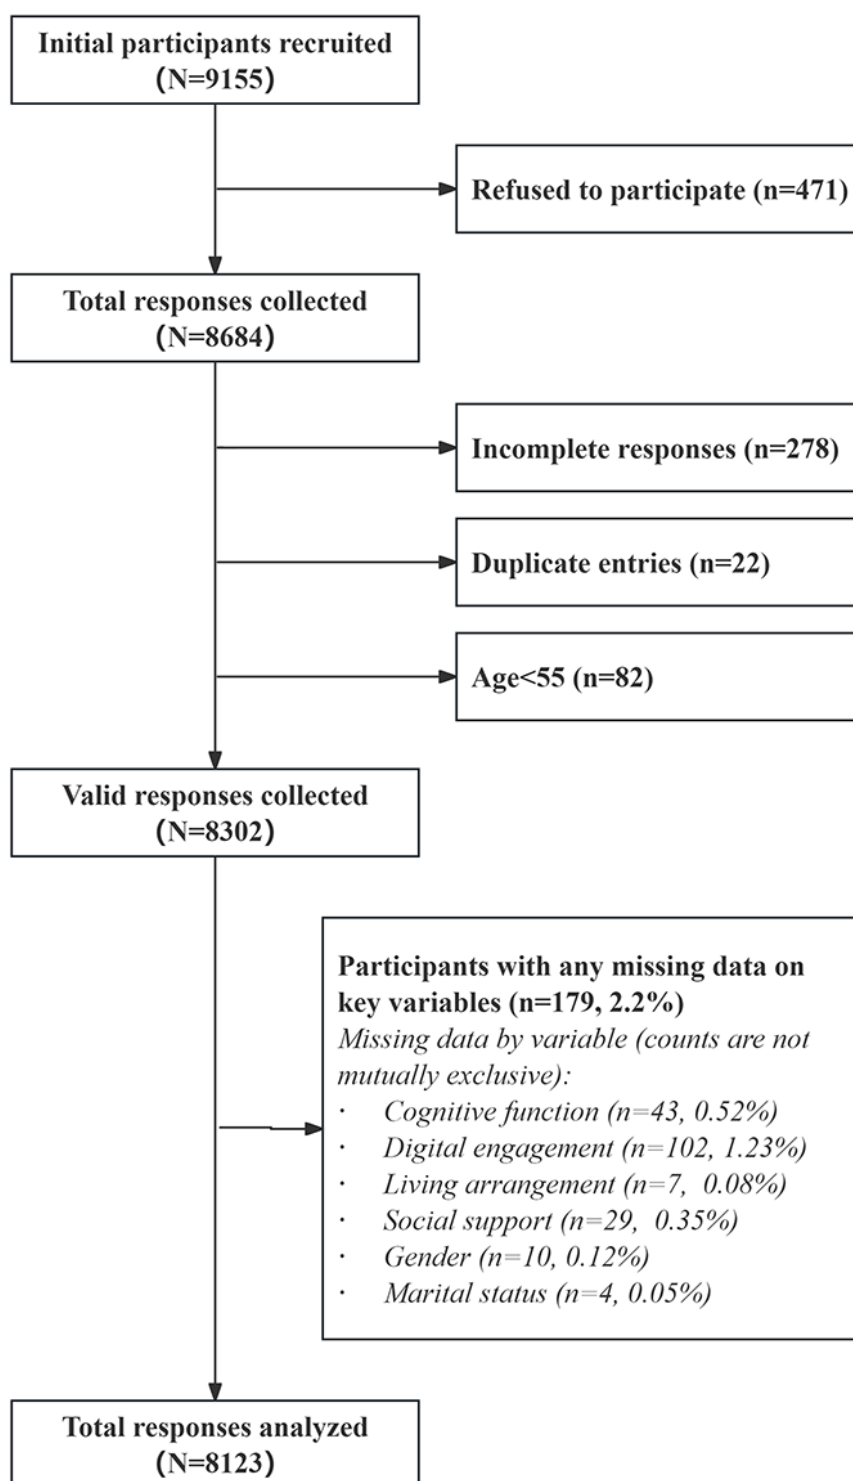 Initial participants recruited
(N=9155)
Refused to participate (n=471)
Total responses collected
(N=8684)
Incomplete responses (n=278)
Duplicate entries (n=22)
Age<55 (n=82)
Valid responses collected
(N=8302)
Participants with any missing data on
key variables (n=179, 2.2%)
Missing data by variable (counts are not
mutually exclusive):
· Cognitive function (n=43, 0.52%)
· Digital engagement (n=102, 1.23%)
· Living arrangement (n=7, 0.08%)
· Social support (n=29, 0.35%)
· Gender (n=10, 0.12%)
· Marital status (n=4, 0.05%)
Total responses analyzed
(N=8123)